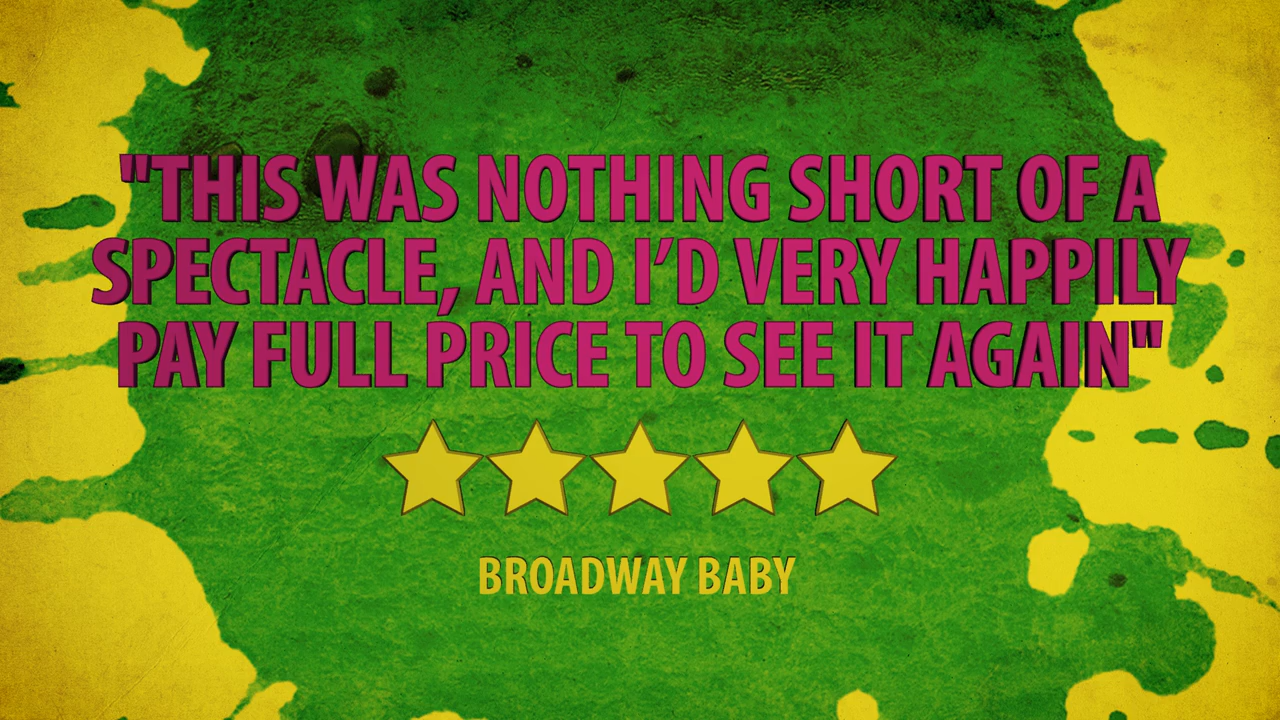 "THIS WAS NOTHING SHORT OF A
SPECTACLE, AND I’D VERY HAPPILY
PAY FULL PRICE TO SEE IT AGAIN"
BROADWAY BABY